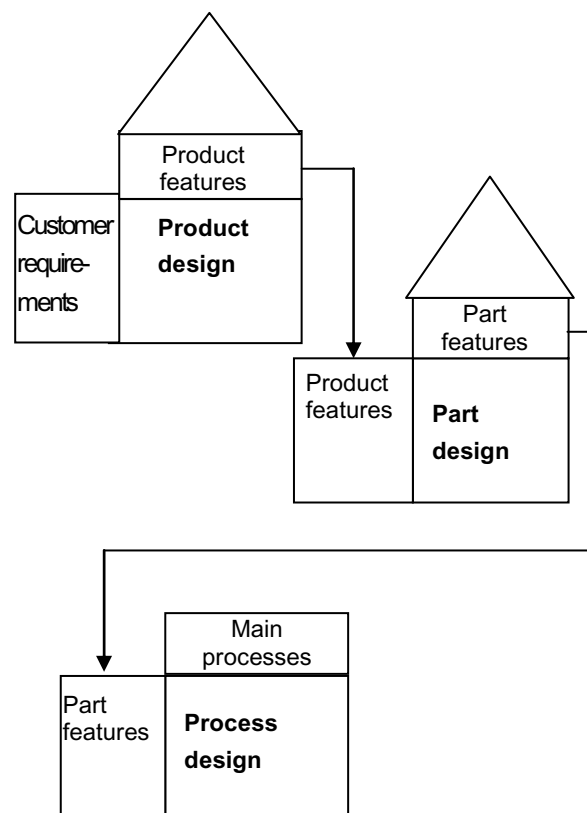 Product
features
Customer
require-
ments
Product
design
Part
features
Product
features
Part
design
Main
processes
Part
features
Process
design